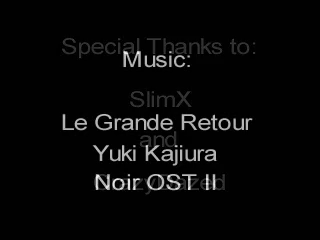 Special Thanks to:
Music:
SlimX
Le Grande Retour
and
Yuki Kajiura
Noir OST II